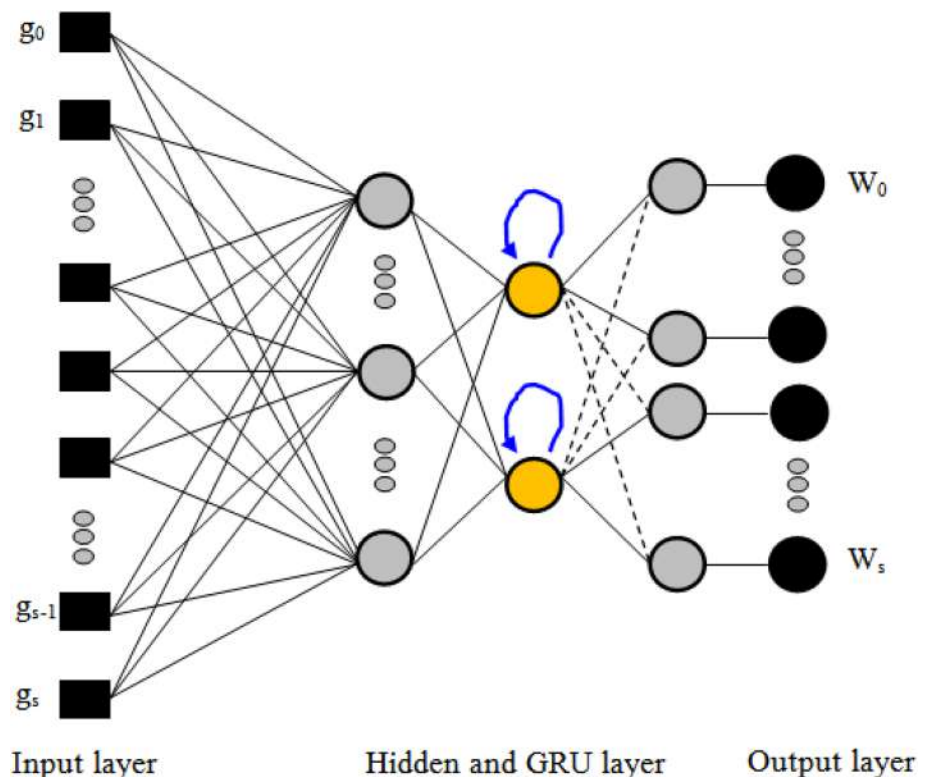 g₀
g₁
W₀
Wₛ
gₛ₋₁
gₛ
Input layer
Hidden and GRU layer
Output layer